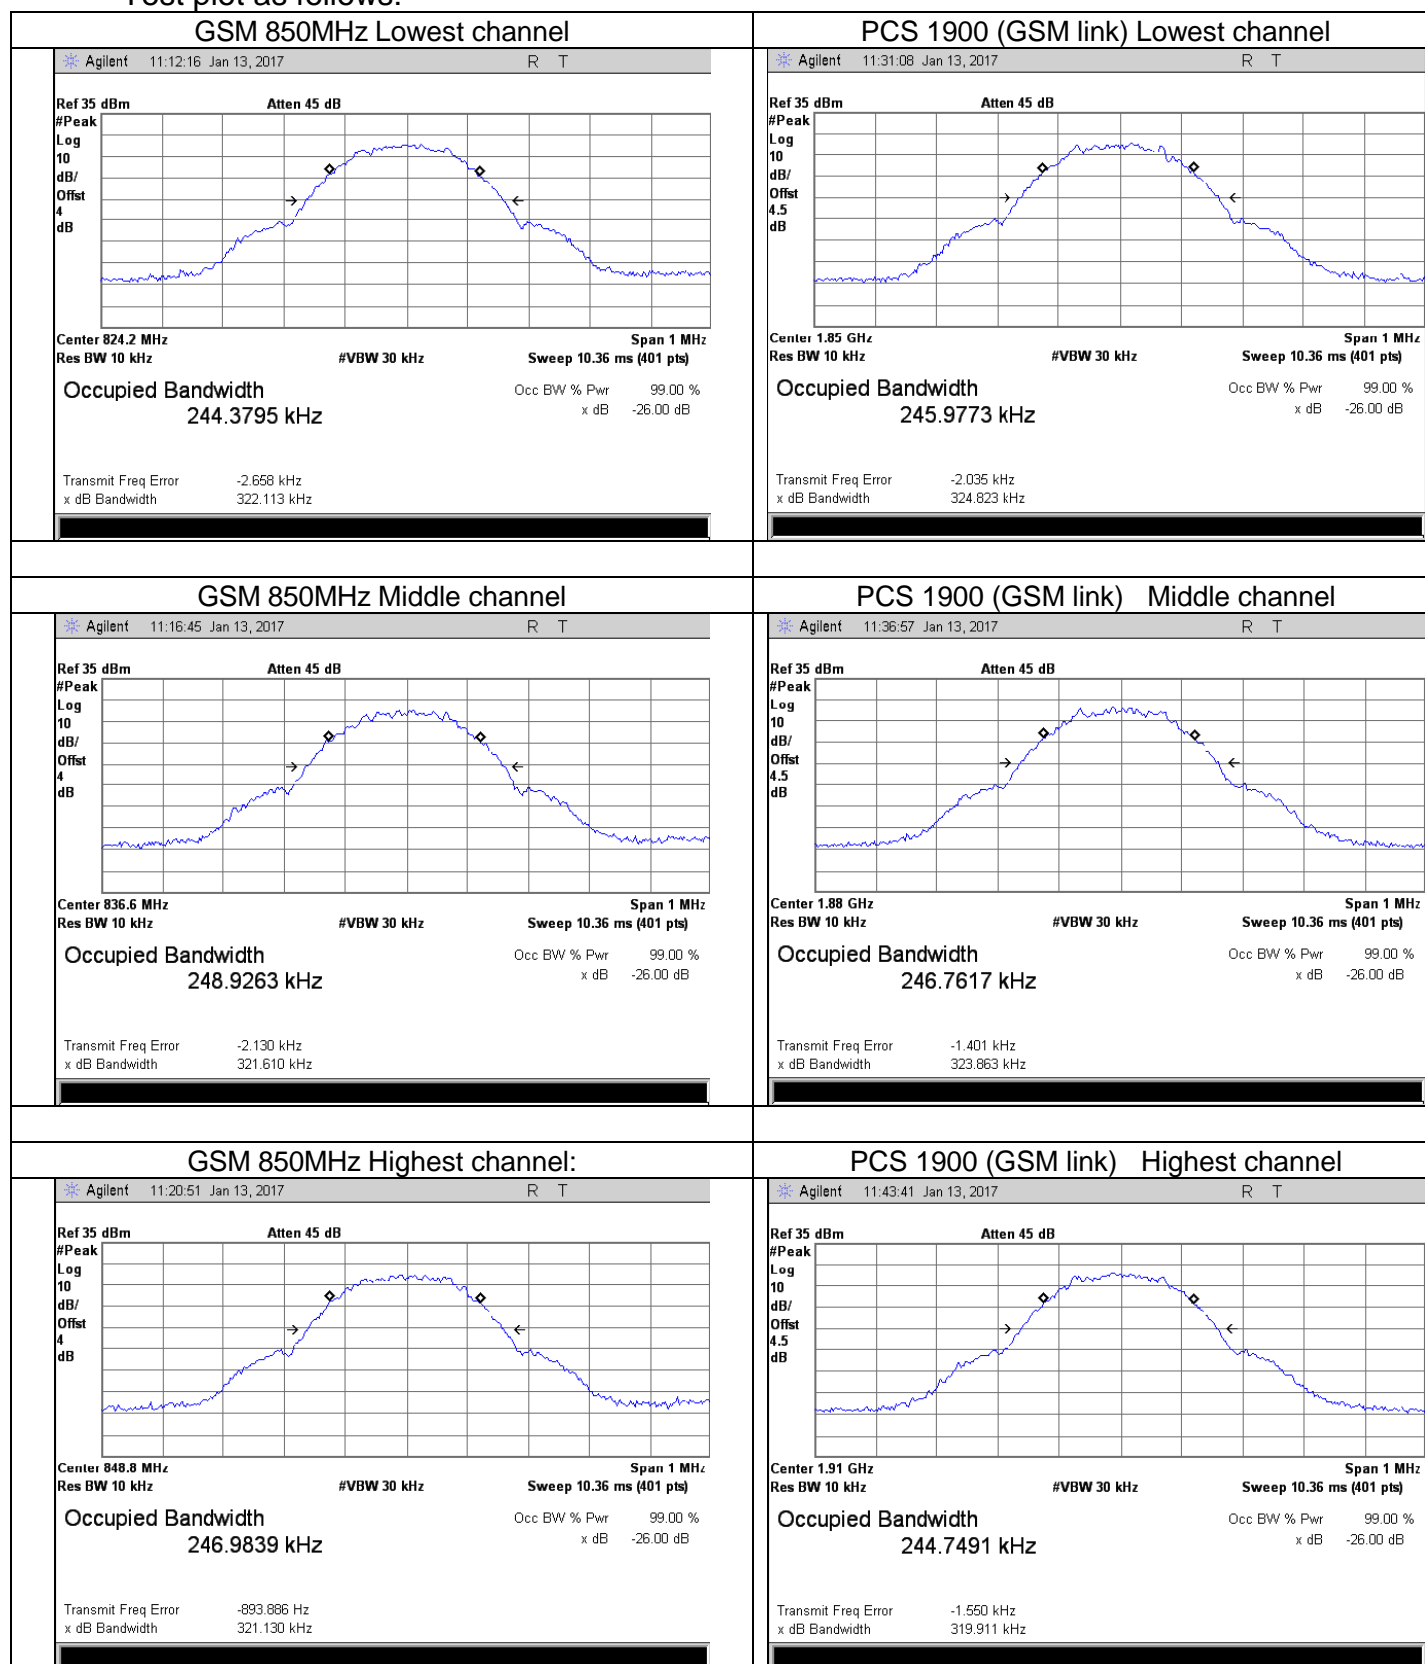 Test plot as follows:
GSM 850MHz Lowest channel
Agilent 11:12:16 Jan 13, 2017 R T
Ref 35 dBm Atten 45 dB
#Peak
Log
10
dB/
Offst
4
dB
Center 824.2 MHz Span 1 MHz
Res BW 10 kHz #VBW 30 kHz Sweep 10.36 ms (401 pts)
Occupied Bandwidth Occ BW % Pwr 99.00 %
244.3795 kHz x dB -26.00 dB
Transmit Freq Error -2.658 kHz
x dB Bandwidth 322.113 kHz
PCS 1900 (GSM link) Lowest channel
Agilent 11:31:08 Jan 13, 2017 R T
Ref 35 dBm Atten 45 dB
#Peak
Log
10
dB/
Offst
4.5
dB
Center 1.85 GHz Span 1 MHz
Res BW 10 kHz #VBW 30 kHz Sweep 10.36 ms (401 pts)
Occupied Bandwidth Occ BW % Pwr 99.00 %
245.9773 kHz x dB -26.00 dB
Transmit Freq Error -2.035 kHz
x dB Bandwidth 324.823 kHz
GSM 850MHz Middle channel
Agilent 11:16:45 Jan 13, 2017 R T
Ref 35 dBm Atten 45 dB
#Peak
Log
10
dB/
Offst
4
dB
Center 836.6 MHz Span 1 MHz
Res BW 10 kHz #VBW 30 kHz Sweep 10.36 ms (401 pts)
Occupied Bandwidth Occ BW % Pwr 99.00 %
248.9263 kHz x dB -26.00 dB
Transmit Freq Error -2.130 kHz
x dB Bandwidth 321.610 kHz
PCS 1900 (GSM link) Middle channel
Agilent 11:36:57 Jan 13, 2017 R T
Ref 35 dBm Atten 45 dB
#Peak
Log
10
dB/
Offst
4.5
dB
Center 1.88 GHz Span 1 MHz
Res BW 10 kHz #VBW 30 kHz Sweep 10.36 ms (401 pts)
Occupied Bandwidth Occ BW % Pwr 99.00 %
246.7617 kHz x dB -26.00 dB
Transmit Freq Error -1.401 kHz
x dB Bandwidth 323.863 kHz
GSM 850MHz Highest channel:
Agilent 11:20:51 Jan 13, 2017 R T
Ref 35 dBm Atten 45 dB
#Peak
Log
10
dB/
Offst
4
dB
Center 848.8 MHz Span 1 MHz
Res BW 10 kHz #VBW 30 kHz Sweep 10.36 ms (401 pts)
Occupied Bandwidth Occ BW % Pwr 99.00 %
246.9839 kHz x dB -26.00 dB
Transmit Freq Error -893.886 Hz
x dB Bandwidth 321.130 kHz
PCS 1900 (GSM link) Highest channel
Agilent 11:43:41 Jan 13, 2017 R T
Ref 35 dBm Atten 45 dB
#Peak
Log
10
dB/
Offst
4.5
dB
Center 1.91 GHz Span 1 MHz
Res BW 10 kHz #VBW 30 kHz Sweep 10.36 ms (401 pts)
Occupied Bandwidth Occ BW % Pwr 99.00 %
244.7491 kHz x dB -26.00 dB
Transmit Freq Error -1.550 kHz
x dB Bandwidth 319.911 kHz